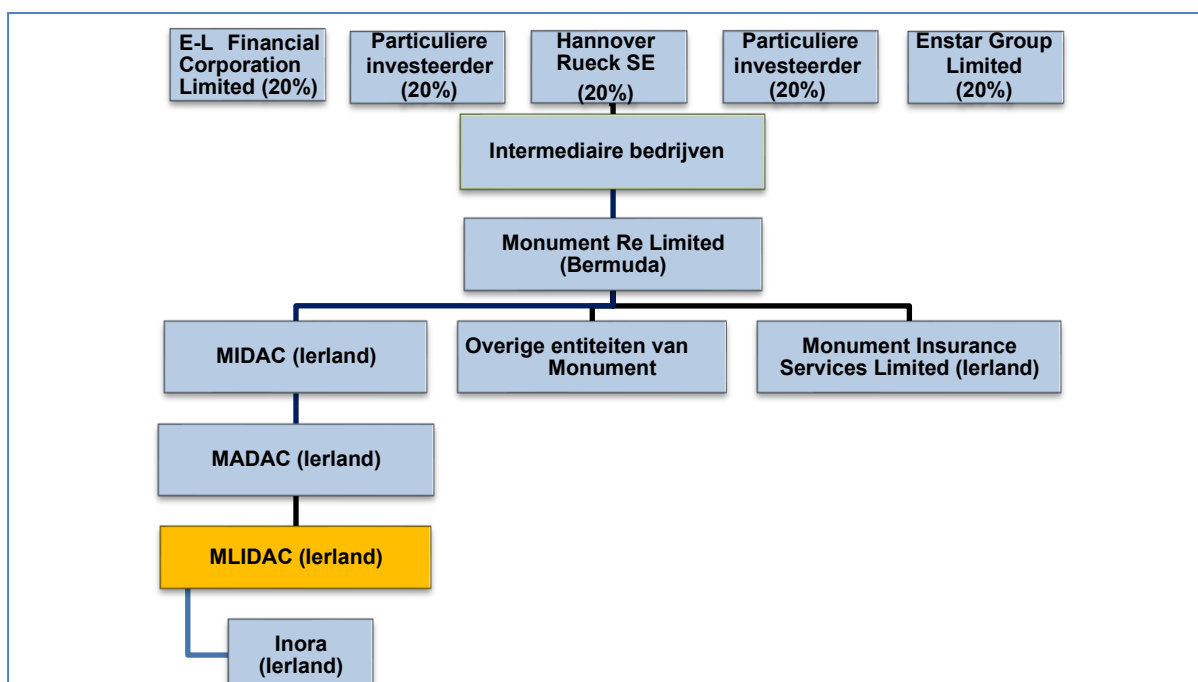 E-L Financial
Corporation
Limited (20%)
Particuliere
investeerder
(20%)
Hannover
Rueck SE
(20%)
Particuliere
investeerder
(20%)
Enstar Group
Limited
(20%)
Intermediaire bedrijven
Monument Re Limited
(Bermuda)
MIDAC (Ierland)
Overige entiteiten van
Monument
Monument Insurance
Services Limited (Ierland)
MADAC (Ierland)
MLIDAC (Ierland)
Inora
(Ierland)